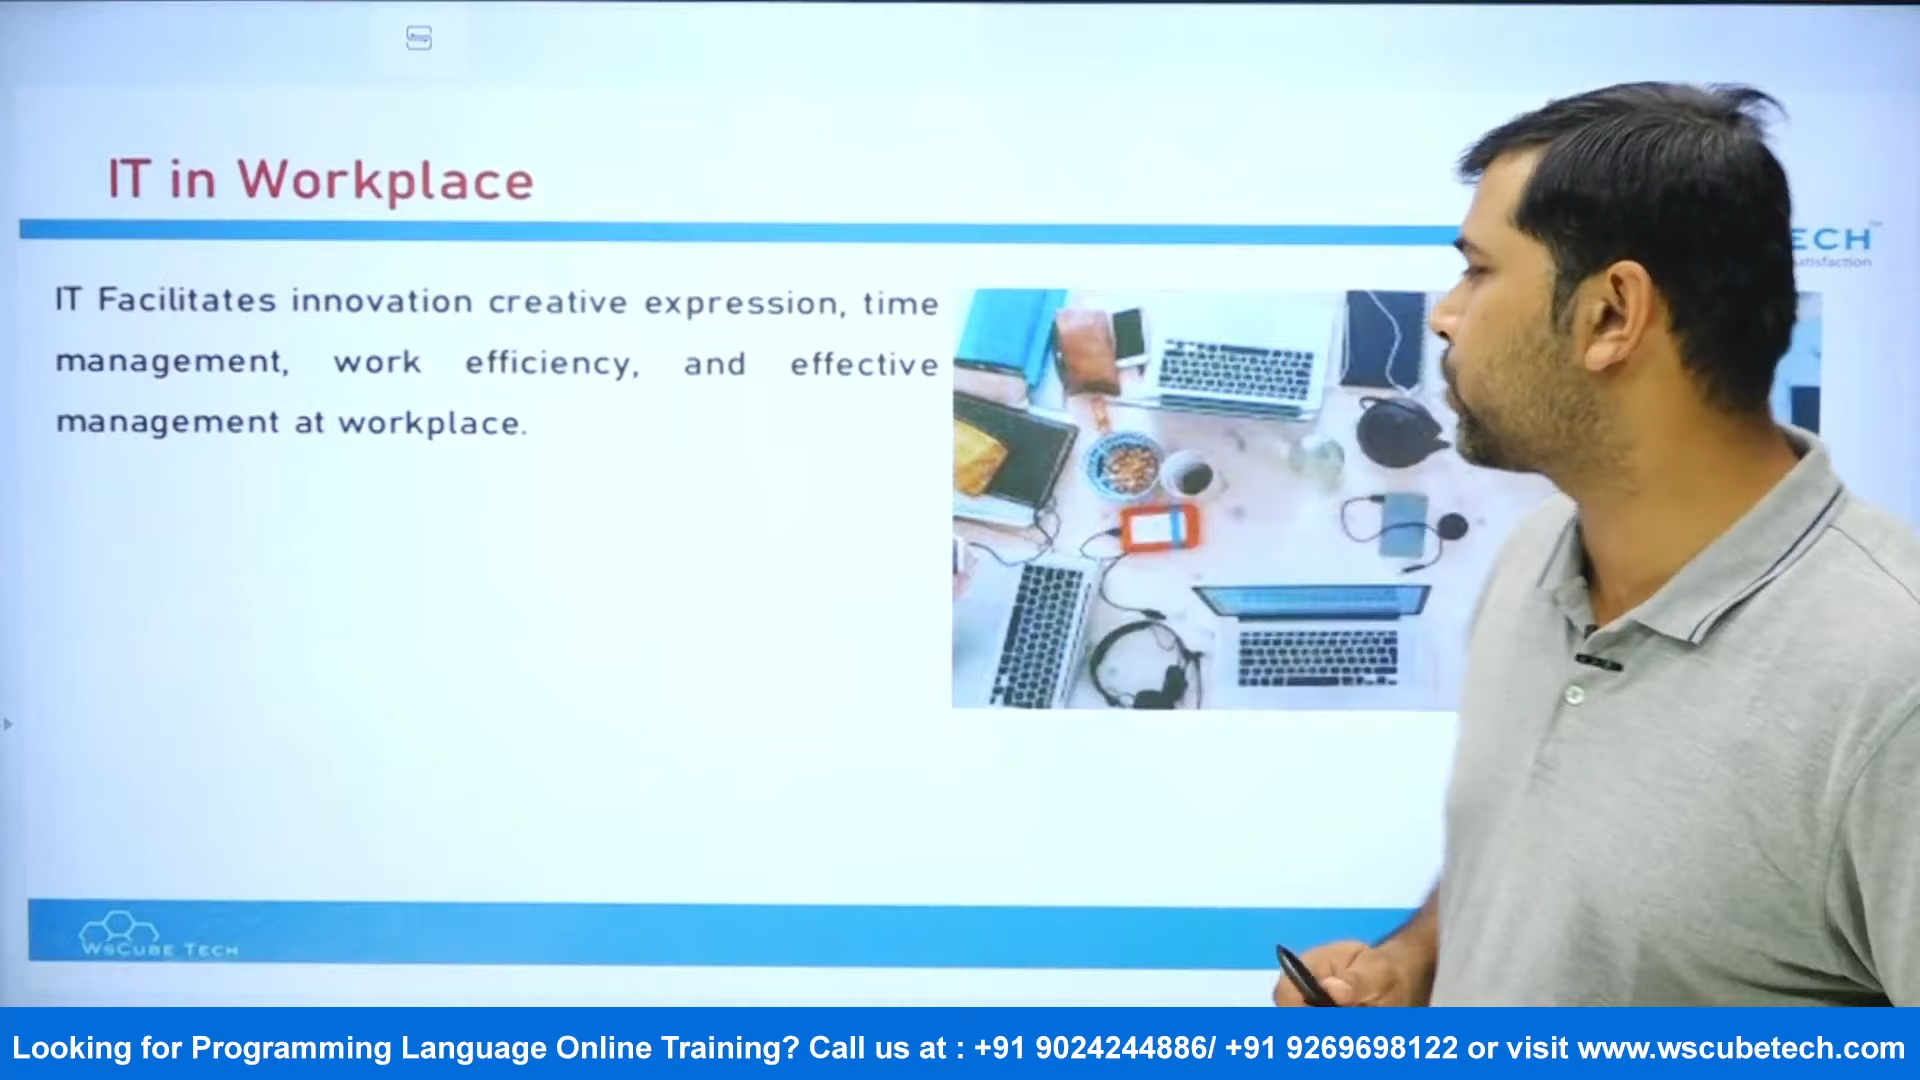 IT in Workplace
ECH
IT Facilitates innovation creative expression, time
management, work efficiency, and effective
management at workplace.
WsCube Tech
Looking for Programming Language Online Training? Call us at : +91 9024244886/ +91 9269698122 or visit www.wscubetech.com